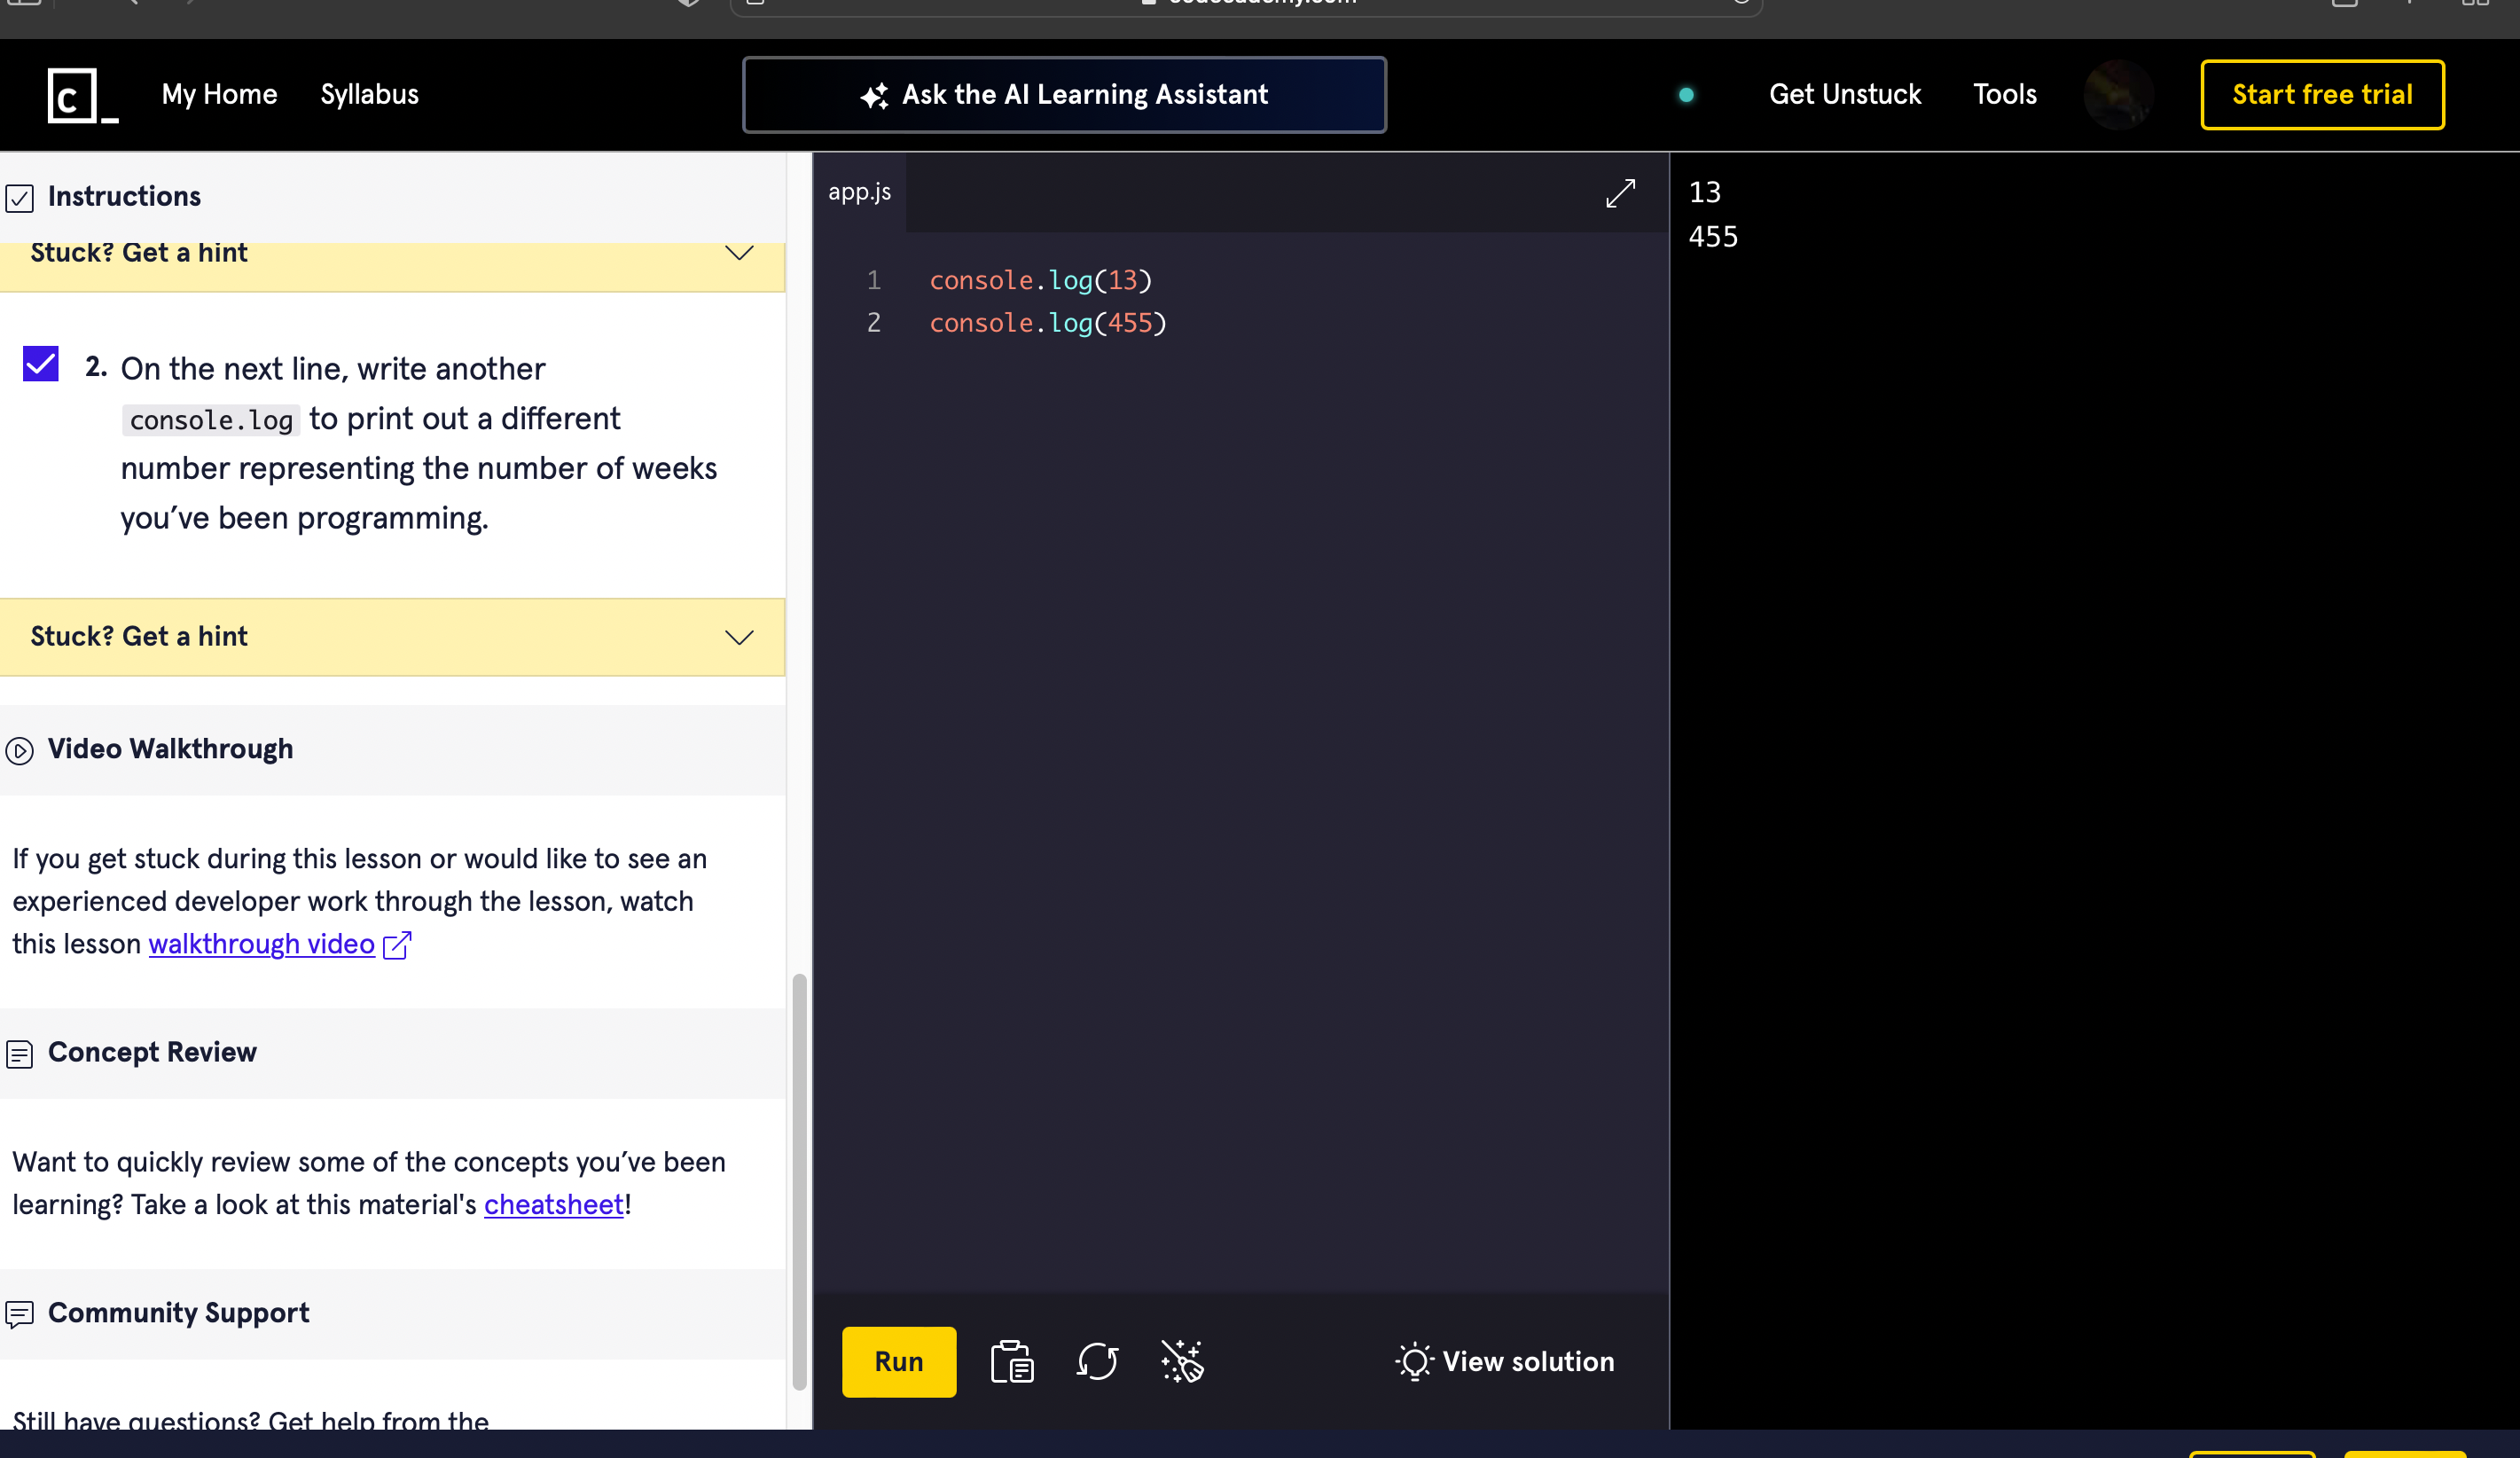 My Home
Syllabus
Ask the AI Learning Assistant
Get Unstuck
Tools
Start free trial
Instructions
Stuck? Get a hint
2. On the next line, write another
console.log to print out a different
number representing the number of weeks
you’ve been programming.
Stuck? Get a hint
Video Walkthrough
If you get stuck during this lesson or would like to see an
experienced developer work through the lesson, watch
this lesson walkthrough video
Concept Review
Want to quickly review some of the concepts you’ve been
learning? Take a look at this material's cheatsheet!
Community Support
Still have questions? Get help from the
app.js
1 console.log(13)
2 console.log(455)
Run
View solution
13
455